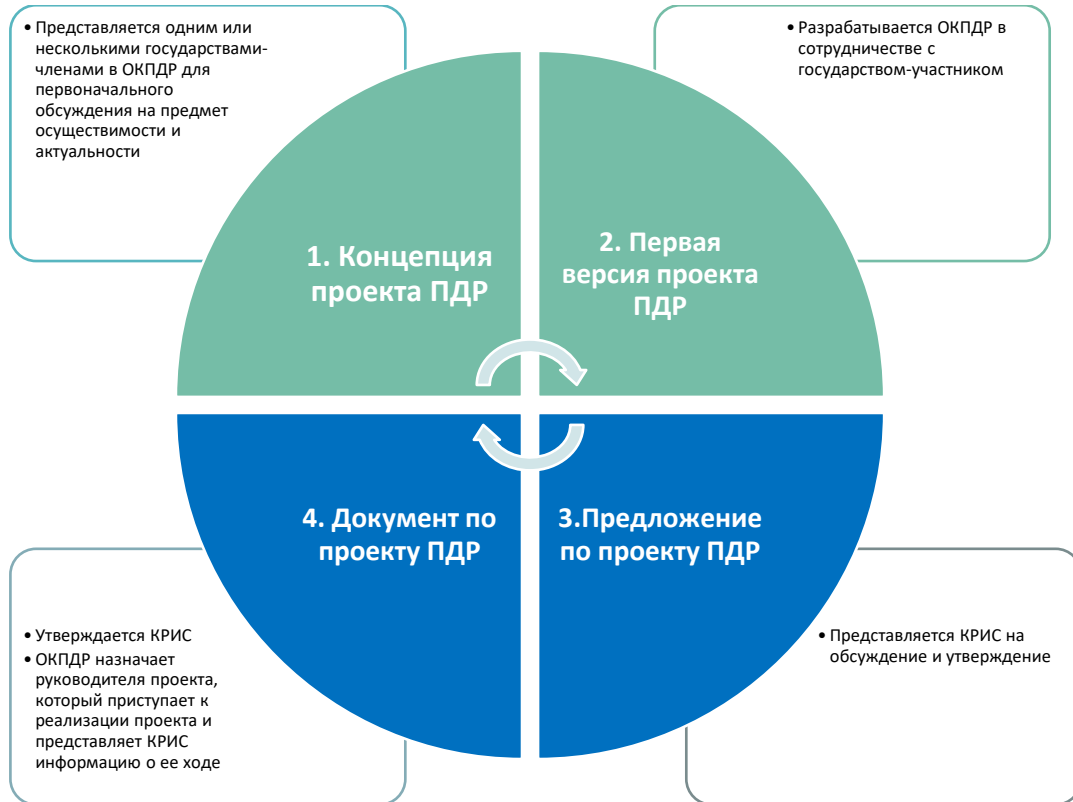 • Представляется одним или
несколькими государствами-
членами в ОКПДР для
первоначального
обсуждения на предмет
осуществимости и
актуальности
• Разрабатывается ОКПДР в
сотрудничестве с
государством-участником
1. Концепция
проекта ПДР
2. Первая
версия проекта
ПДР
4. Документ по
проекту ПДР
3.Предложение
по проекту ПДР
• Утверждается КРИС
• ОКПДР назначает
руководителя проекта,
который приступает к
реализации проекта и
представляет КРИС
информацию о ее ходе
• Представляется КРИС на
обсуждение и утверждение